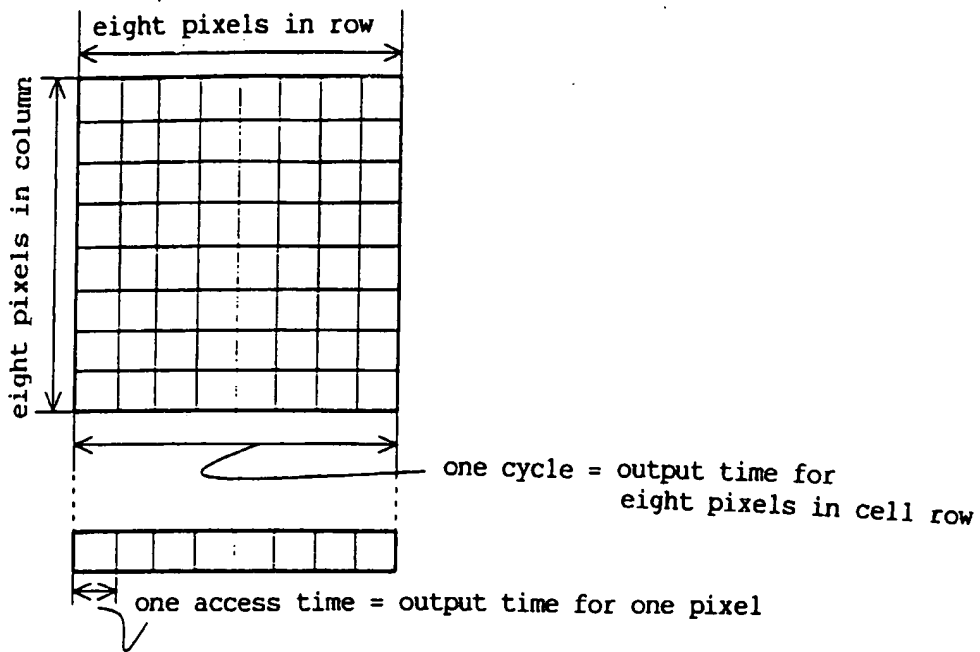 eight pixels in row
eight pixels in column
one cycle = output time for
eight pixels in cell row
one access time = output time for one pixel